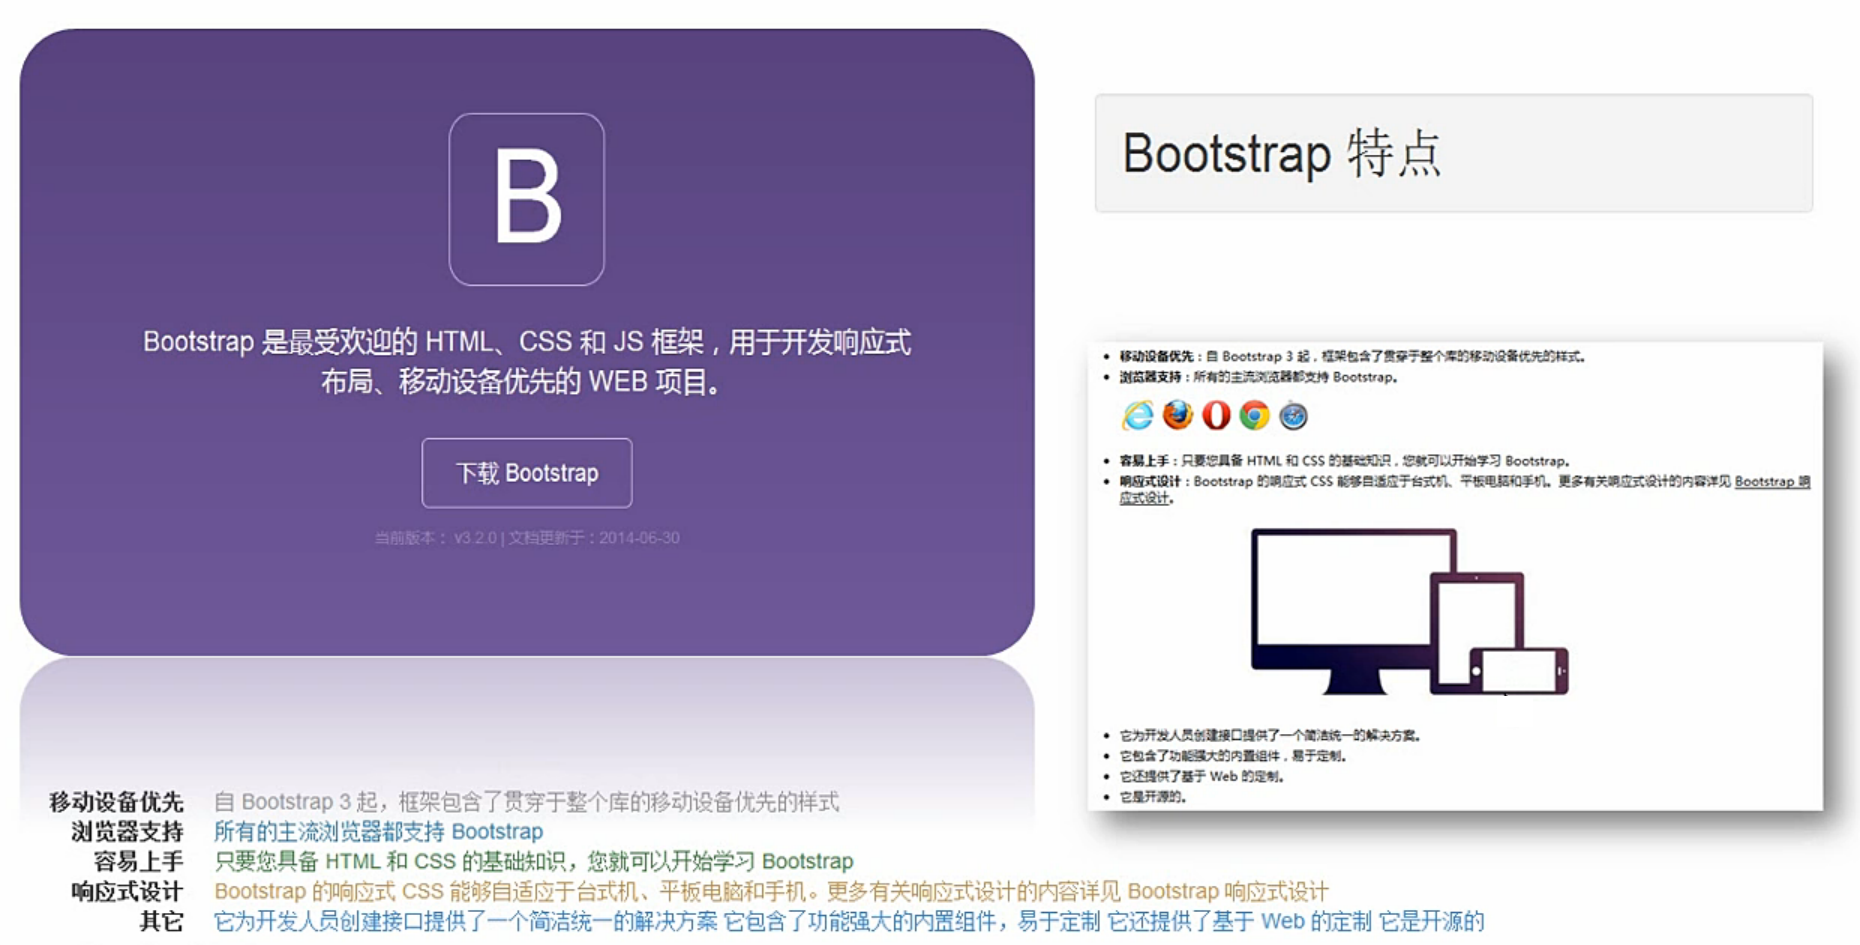 B
Bootstrap 是最受欢迎的 HTML、CSS 和 JS 框架，用于开发响应式
布局、移动设备优先的 WEB 项目。
下载 Bootstrap
当前版本： v3.2.0 | 文档更新于：2014-06-30
Bootstrap 特点
移动设备优先：自 Bootstrap 3 起，框架包含了贯穿于整个库的移动设备优先的样式。
浏览器支持：所有的主流浏览器都支持 Bootstrap。
容易上手：只要您具备 HTML 和 CSS 的基础知识，您就可以开始学习 Bootstrap。
响应式设计：Bootstrap 的响应式 CSS 能够自适应于台式机、平板电脑和手机。更多有关响应式设计的内容详见 Bootstrap 响
应式设计。
它为开发人员创建接口提供了一个简洁统一的解决方案。
它包含了功能强大的内置组件，易于定制。
它还提供了基于 Web 的定制。
它是开源的。
移动设备优先 自 Bootstrap 3 起，框架包含了贯穿于整个库的移动设备优先的样式
浏览器支持 所有的主流浏览器都支持 Bootstrap
容易上手 只要您具备 HTML 和 CSS 的基础知识，您就可以开始学习 Bootstrap
响应式设计 Bootstrap 的响应式 CSS 能够自适应于台式机、平板电脑和手机。更多有关响应式设计的内容详见 Bootstrap 响应式设计
其它 它为开发人员创建接口提供了一个简洁统一的解决方案 它包含了功能强大的内置组件，易于定制 它还提供了基于 Web 的定制 它是开源的